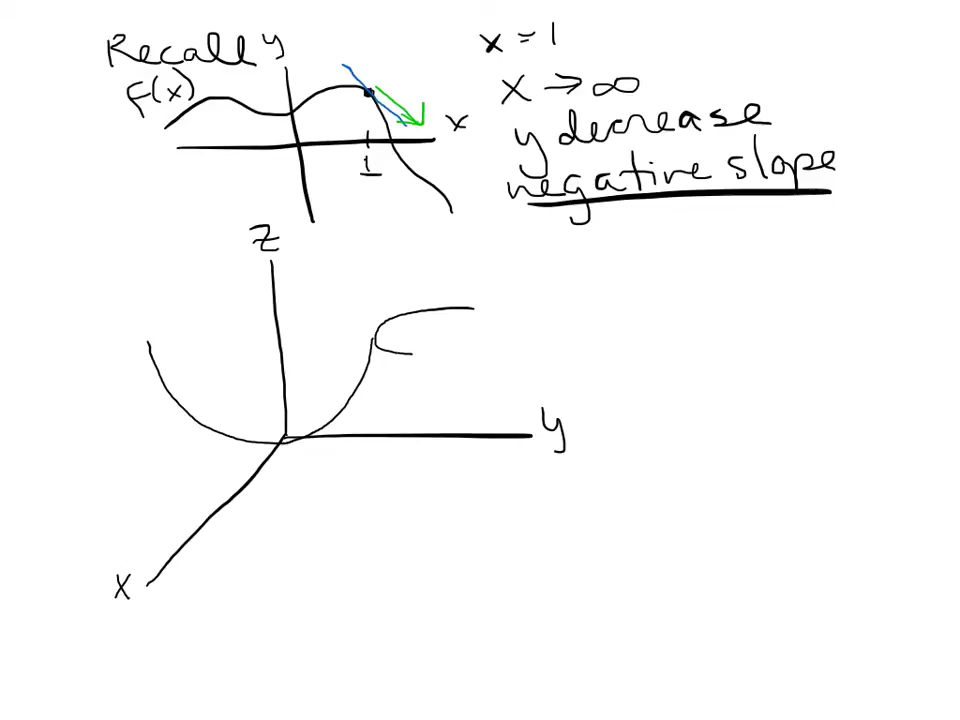 Recall y
f(x)
x
1
x = 1
x → ∞
y decrease
negative slope
z
y
x